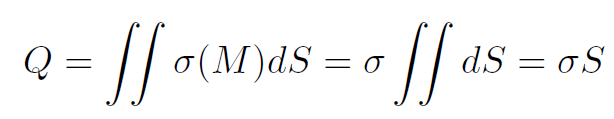 Q = ∬ σ(M)dS = σ ∬ dS = σS